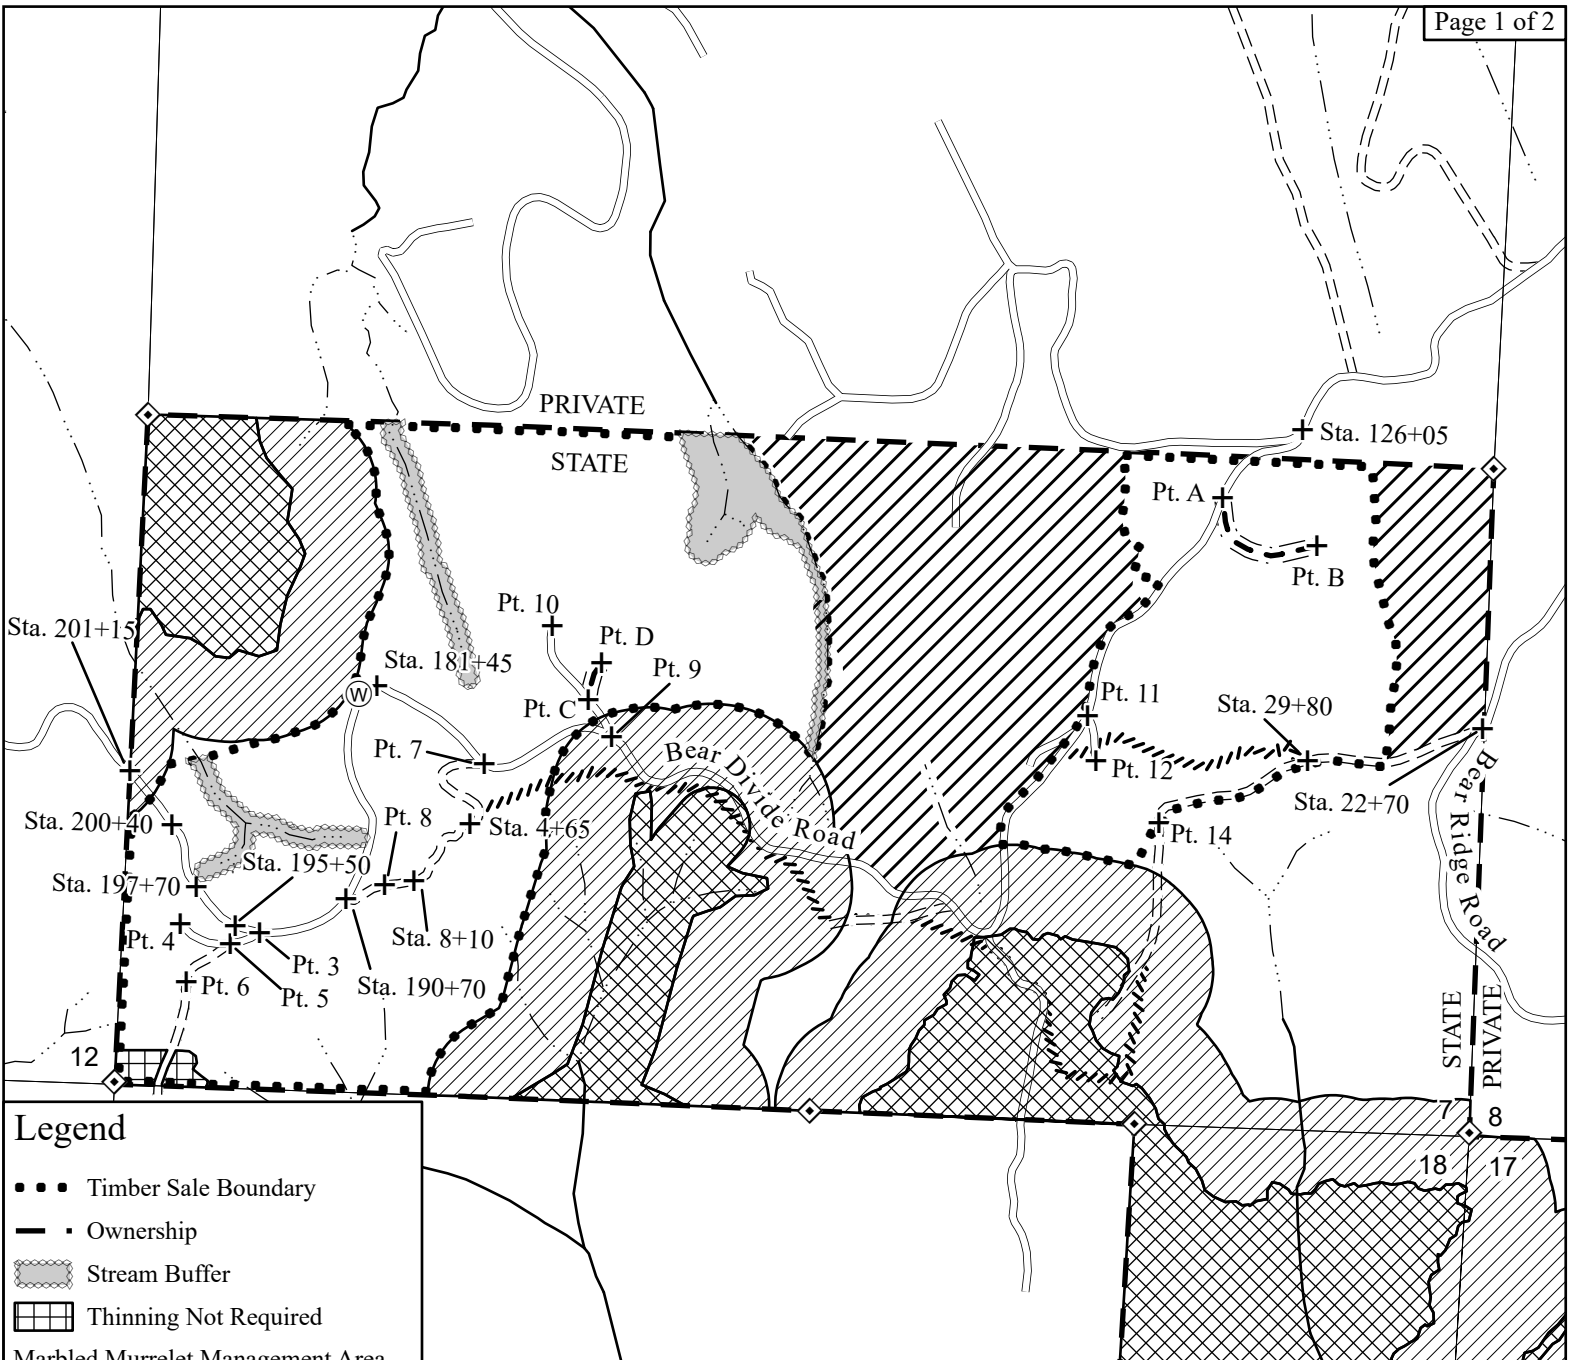 Page 1 of 2
PRIVATE
STATE
Sta. 126+05
Pt. A
Pt. B
Pt. 10
Pt. D
Sta. 201+15
Sta. 181+45
Pt. 9
Pt. C
Pt. 11
Sta. 29+80
W
Pt. 7
Bear Divide Road
Pt. 12
Sta. 22+70
Bear Ridge Road
Sta. 200+40
Pt. 8
Sta. 4+65
Pt. 14
Sta. 195+50
Sta. 197+70
Pt. 4
Sta. 8+10
Pt. 3
Pt. 6
Pt. 5
Sta. 190+70
STATE
PRIVATE
12
7
8
18
17
Legend
Timber Sale Boundary
Ownership
Stream Buffer
Thinning Not Required
Marbled Murrelet Management Area